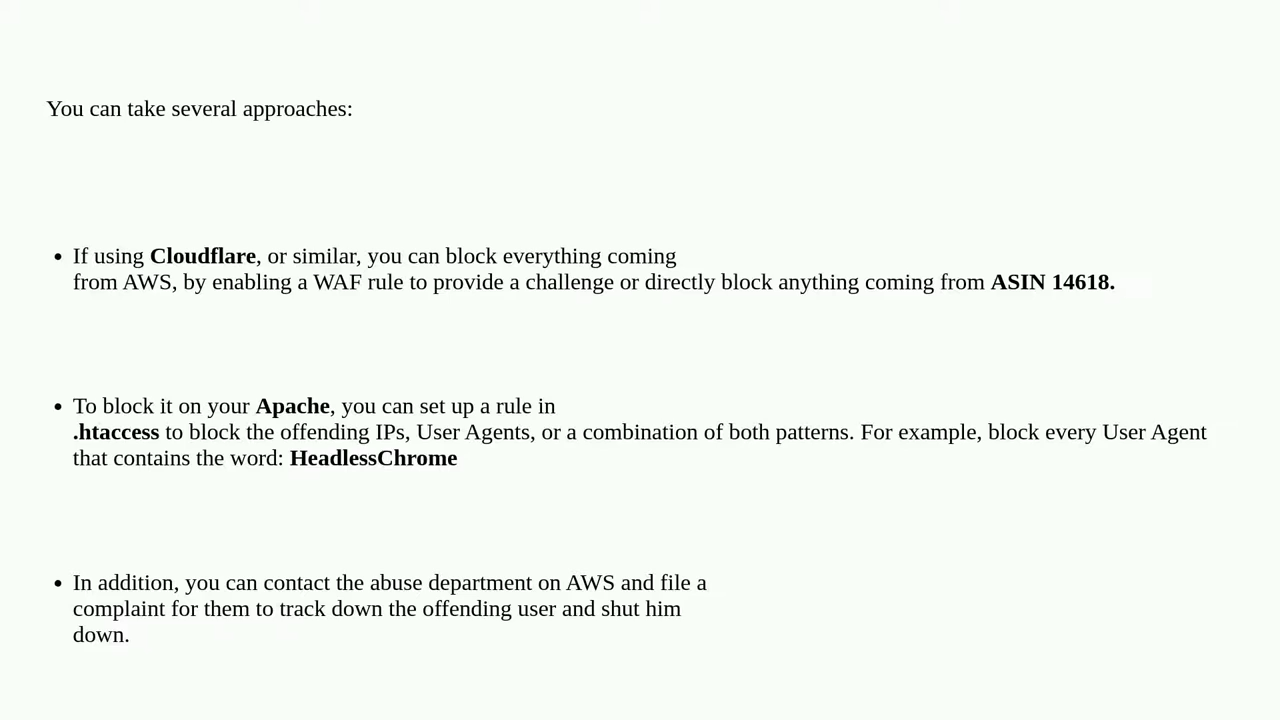 You can take several approaches:
• If using Cloudflare, or similar, you can block everything coming
from AWS, by enabling a WAF rule to provide a challenge or directly block anything coming from ASIN 14618.
• To block it on your Apache, you can set up a rule in
.htaccess to block the offending IPs, User Agents, or a combination of both patterns. For example, block every User Agent
that contains the word: HeadlessChrome
• In addition, you can contact the abuse department on AWS and file a
complaint for them to track down the offending user and shut him
down.